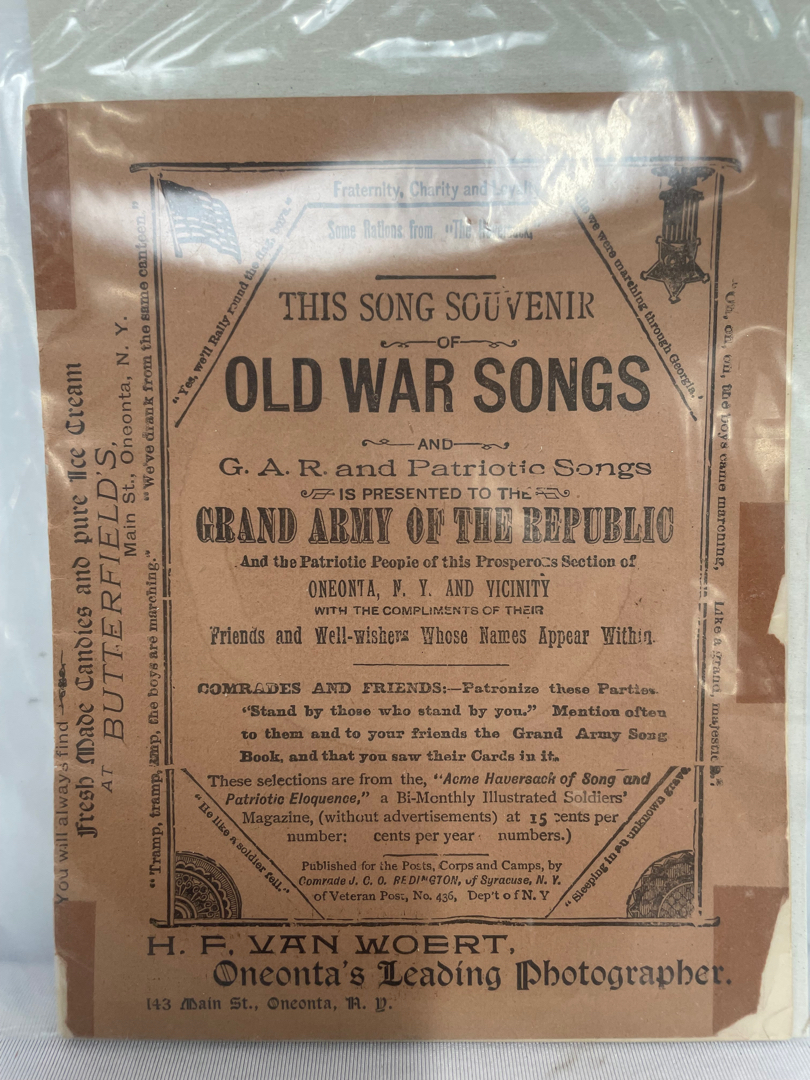 Fraternity, Charity and Loyalty
Some Rations from "The Haversack,
"Yes, we'll Rally round the flag, boys."
we were marching through Georgia."
THIS SONG SOUVENIR
OF
OLD WAR SONGS
AND
G. A. R. and Patriotic Songs
IS PRESENTED TO THE
GRAND ARMY OF THE REPUBLIC
And the Patriotic People of this Prosperous Section of
ONEONTA, N. Y. AND VICINITY
WITH THE COMPLIMENTS OF THEIR
Friends and Well-wishers Whose Names Appear Within.
COMRADES AND FRIENDS:—Patronize these Parties.
"Stand by those who stand by you." Mention often
to them and to your friends the Grand Army Song
Book, and that you saw their Cards in it.
These selections are from the, "Acme Haversack of Song and
Patriotic Eloquence," a Bi-Monthly Illustrated Soldiers'
Magazine, (without advertisements) at 15 cents per
number; cents per year numbers.)
Published for the Posts, Corps and Camps, by
Comrade J. C. O. REDINGTON, of Syracuse, N. Y.
of Veteran Post, No. 436, Dep't of N. Y
"He like a soldier fell."
"Sleeping in an unknown grave
"Tramp, tramp, tramp, the boys are marching."
"We've drank from the same canteen."
on, on, on, the boys came marching,
Like a grand, majestic
You will always find
Fresh Made Candies and pure Ice Cream
AT BUTTERFIELD'S,
Main St., Oneonta, N. Y.
H. F. VAN WOERT,
Oneonta's Leading Photographer.
143 Main St., Oneonta, N. Y.